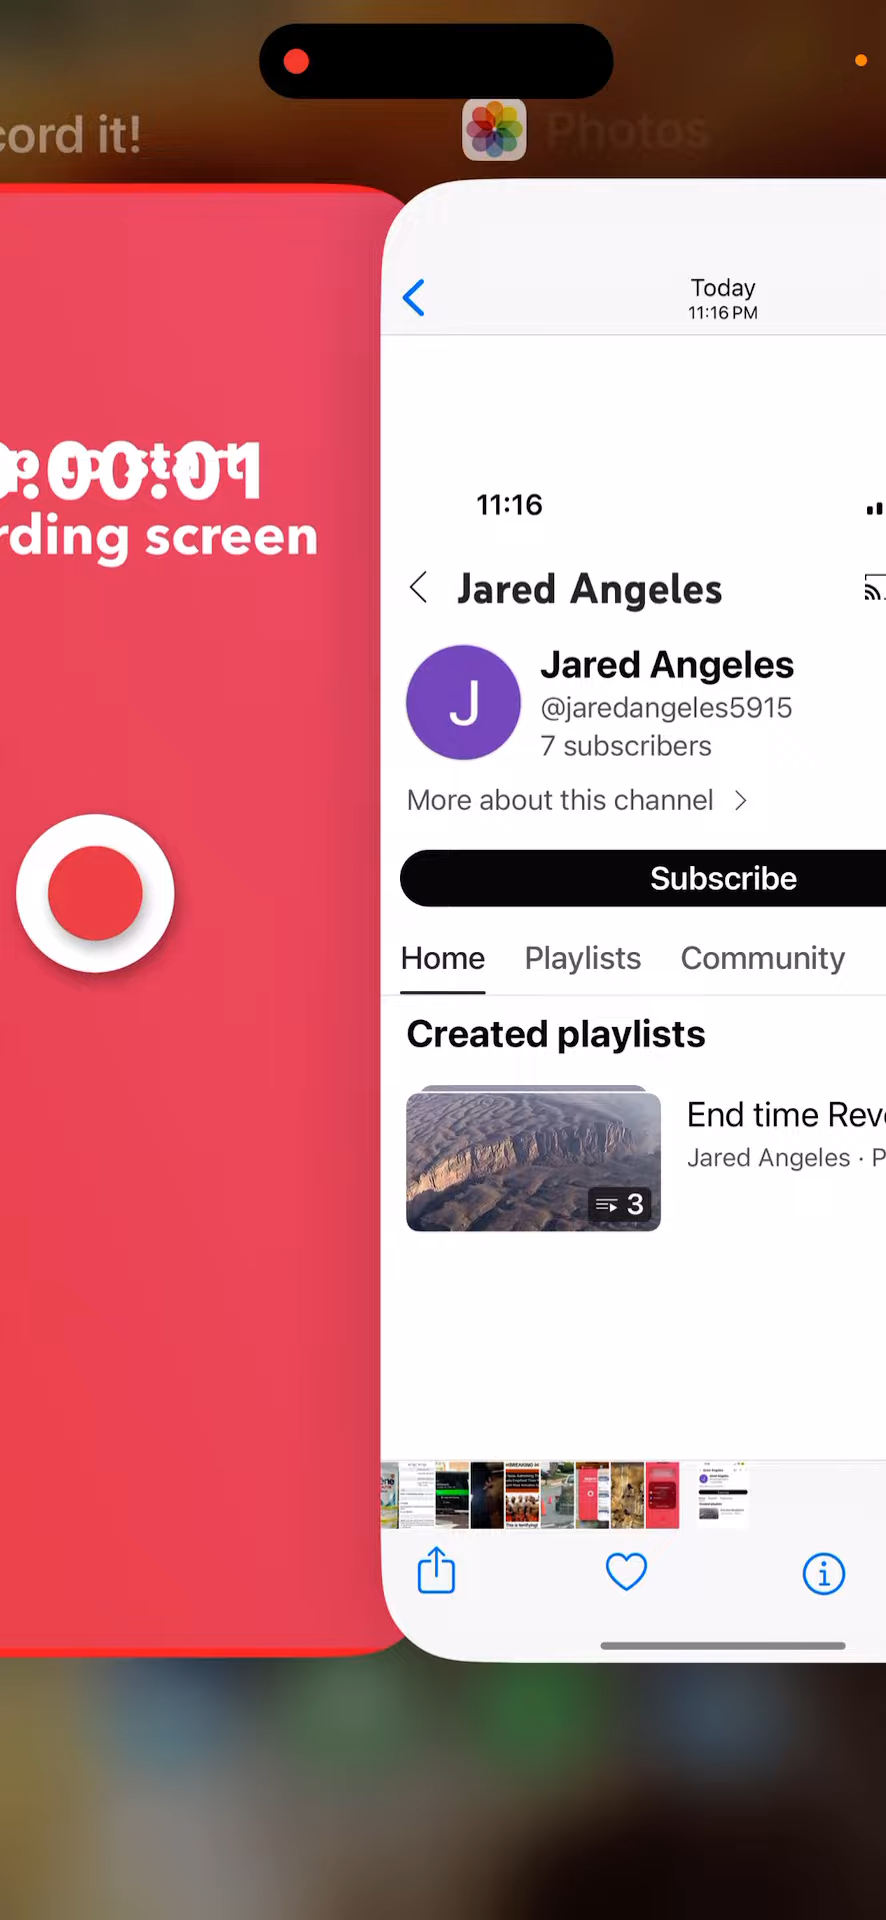 cord it!
Photos
Today
11:16 PM
:00:01
rding screen
11:16
Jared Angeles
J
Jared Angeles
@jaredangeles5915
7 subscribers
More about this channel
Subscribe
Home Playlists Community
Created playlists
End time Rev
Jared Angeles · P
3